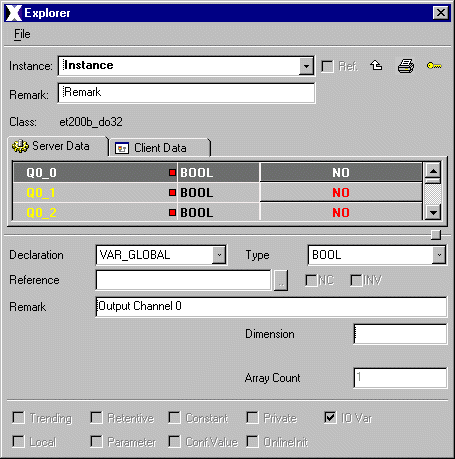 X Explorer
File
Instance: Instance Ref.
Remark: Remark
Class: et200b_do32
Server Data Client Data
Q0_0 BOOL NO
Q0_1 BOOL NO
Q0_2 BOOL NO
Declaration VAR_GLOBAL Type BOOL
Reference .. NC INV
Remark Output Channel 0
Dimension
Array Count 1
Trending Retentive Constant Private IO Var
Local Parameter Conf.Value OnlineInit